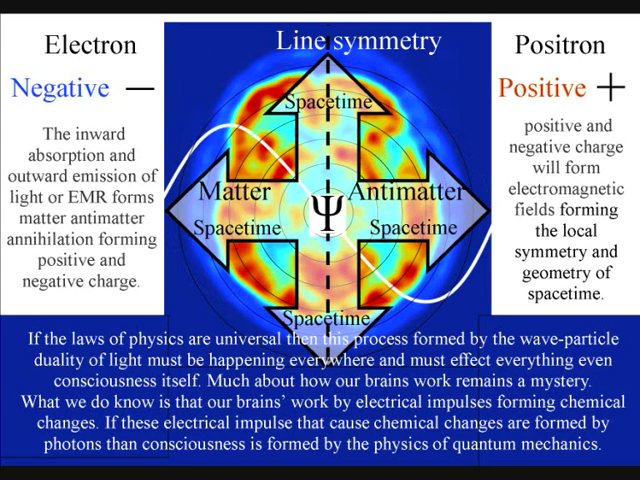 Line symmetry
Electron
Negative −
The inward
absorption and
outward emission of
light or EMR forms
matter antimatter
annihilation forming
positive and
negative charge.
Spacetime
Matter
Antimatter
Ψ
Spacetime
Spacetime
Spacetime
Positron
Positive +
positive and
negative charge
will form
electromagnetic
fields forming
the local
symmetry and
geometry of
spacetime.
If the laws of physics are universal then this process formed by the wave-particle
duality of light must be happening everywhere and must effect everything even
consciousness itself. Much about how our brains work remains a mystery.
What we do know is that our brains’ work by electrical impulses forming chemical
changes. If these electrical impulse that cause chemical changes are formed by
photons than consciousness is formed by the physics of quantum mechanics.